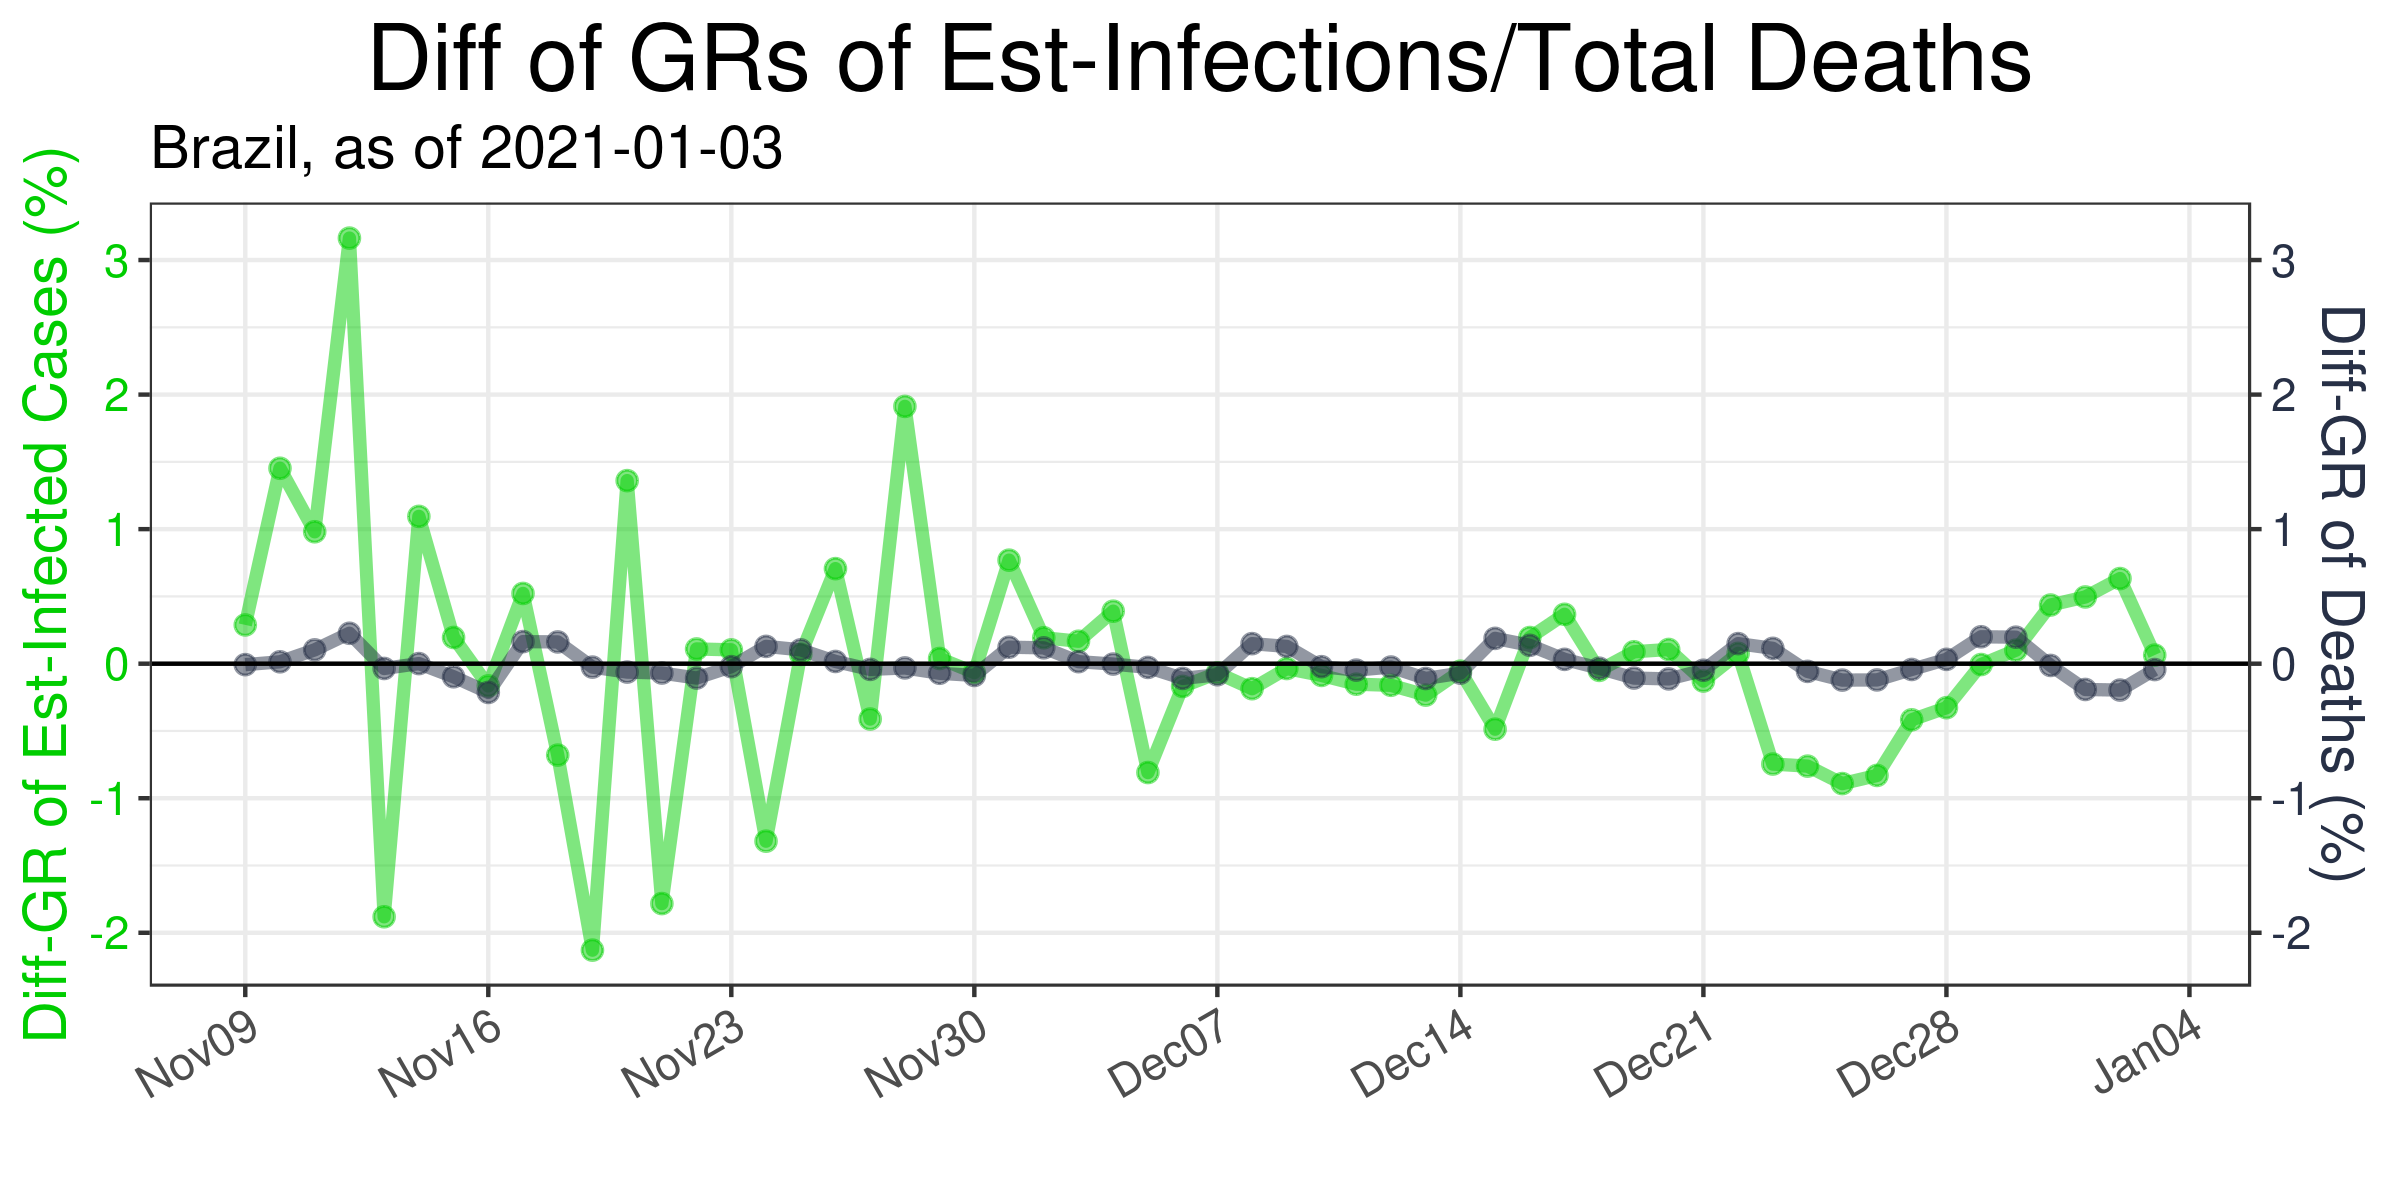 Diff of GRs of Est-Infections/Total Deaths
Brazil, as of 2021-01-03
Diff-GR of Est-Infected Cases (%)
3
2
1
0
-1
-2
3
2
1
0
-1
-2
Diff-GR of Deaths (%)
Nov09
Nov16
Nov23
Nov30
Dec07
Dec14
Dec21
Dec28
Jan04